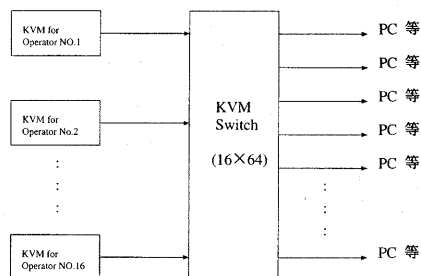 KVM for
Operator NO.1
KVM for
Operator No.2
KVM for
Operator NO.16
KVM
Switch
(16×64)
PC 等
PC 等
PC 等
PC 等
PC 等
PC 等